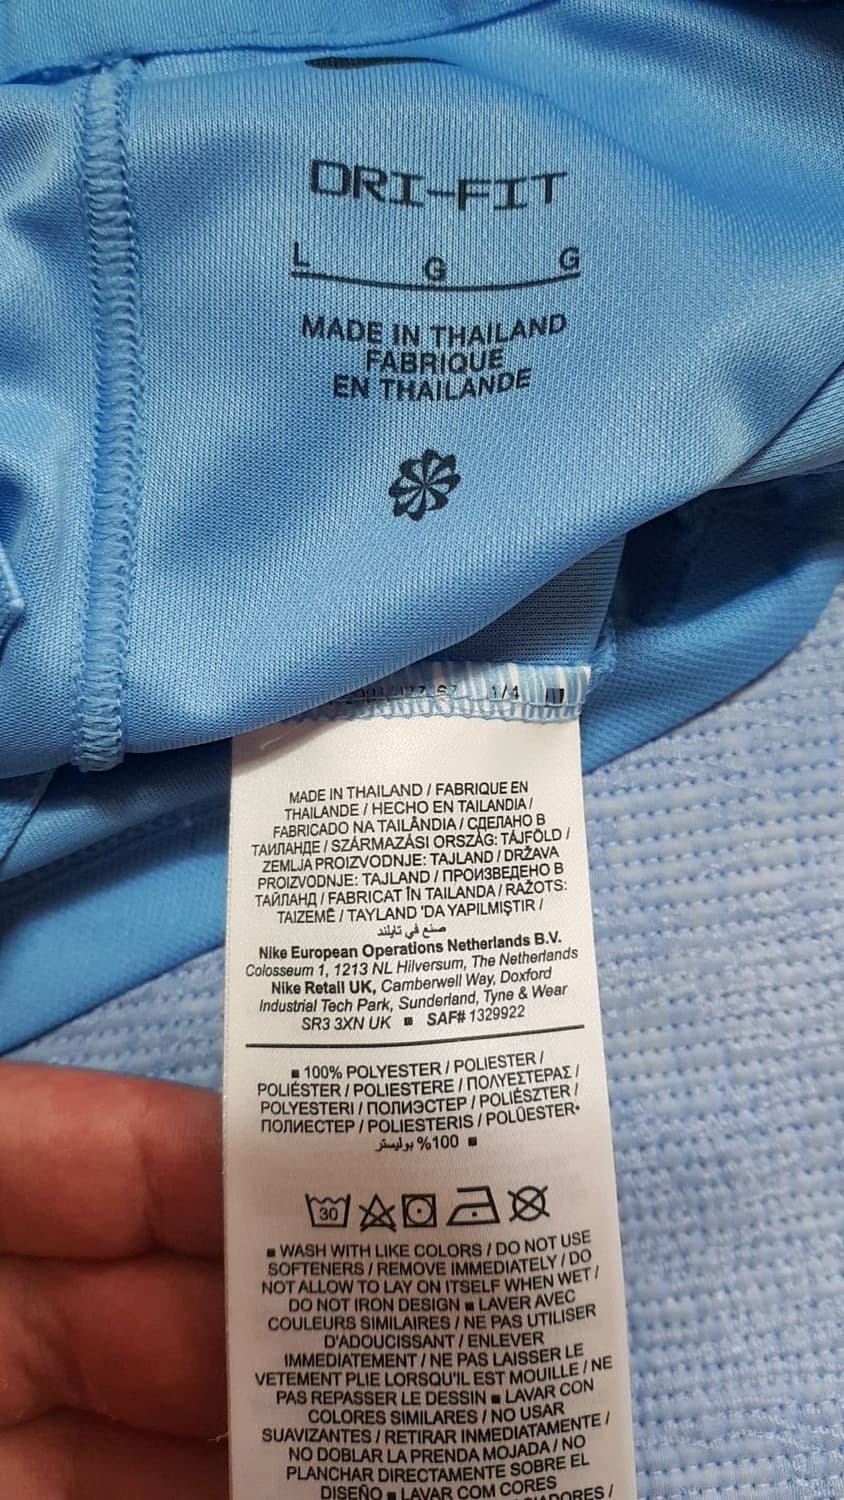 DRI-FIT
L G G
MADE IN THAILAND
FABRIQUE
EN THAILANDE
1/4
MADE IN THAILAND / FABRIQUE EN
THAILANDE / HECHO EN TAILANDIA /
FABRICADO NA TAILÂNDIA / СДЕЛАНО В
ТАИЛАНДЕ / SZÁRMAZÁSI ORSZÁG: TÁJFÖLD /
ZEMLJA PROIZVODNJE: TAJLAND / DRŽAVA
PROIZVODNJE: TAJLAND / ПРОИЗВЕДЕНО В
ТАЙЛАНД / FABRICAT ÎN TAILANDA / RAŽOTS:
TAIZEMĒ / TAYLAND 'DA YAPILMIŞTIR /
صنع في تايلند
Nike European Operations Netherlands B.V.
Colosseum 1, 1213 NL Hilversum, The Netherlands
Nike Retail UK, Camberwell Way, Doxford
Industrial Tech Park, Sunderland, Tyne & Wear
SR3 3XN UK ■ SAF# 1329922
■ 100% POLYESTER / POLIESTER /
POLIÉSTER / POLIESTERE / ΠΟΛΥΕΣΤΕΡΑΣ /
POLYESTERI / ПОЛИЭСТЕР / POLIÉSZTER /
ПОЛИЕСТЕР / POLIESTERIS / POLÜESTER•
100% بوليستر ■
30
■ WASH WITH LIKE COLORS / DO NOT USE
SOFTENERS / REMOVE IMMEDIATELY / DO
NOT ALLOW TO LAY ON ITSELF WHEN WET /
DO NOT IRON DESIGN ■ LAVER AVEC
COULEURS SIMILAIRES / NE PAS UTILISER
D'ADOUCISSANT / ENLEVER
IMMEDIATEMENT / NE PAS LAISSER LE
VETEMENT PLIE LORSQU'IL EST MOUILLE / NE
PAS REPASSER LE DESSIN ■ LAVAR CON
COLORES SIMILARES / NO USAR
SUAVIZANTES / RETIRAR INMEDIATAMENTE /
NO DOBLAR LA PRENDA MOJADA / NO
PLANCHAR DIRECTAMENTE SOBRE EL
DISEÑO ■ LAVAR COM CORES